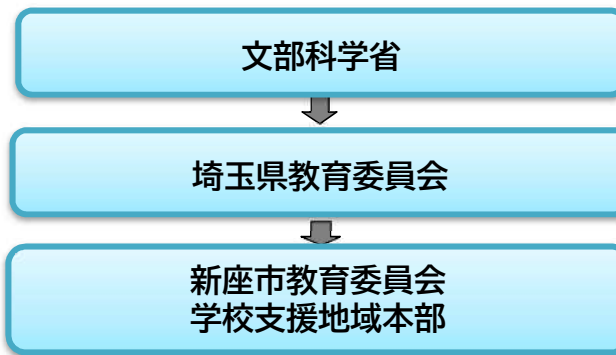 文部科学省
埼玉県教育委員会
新座市教育委員会
学校支援地域本部